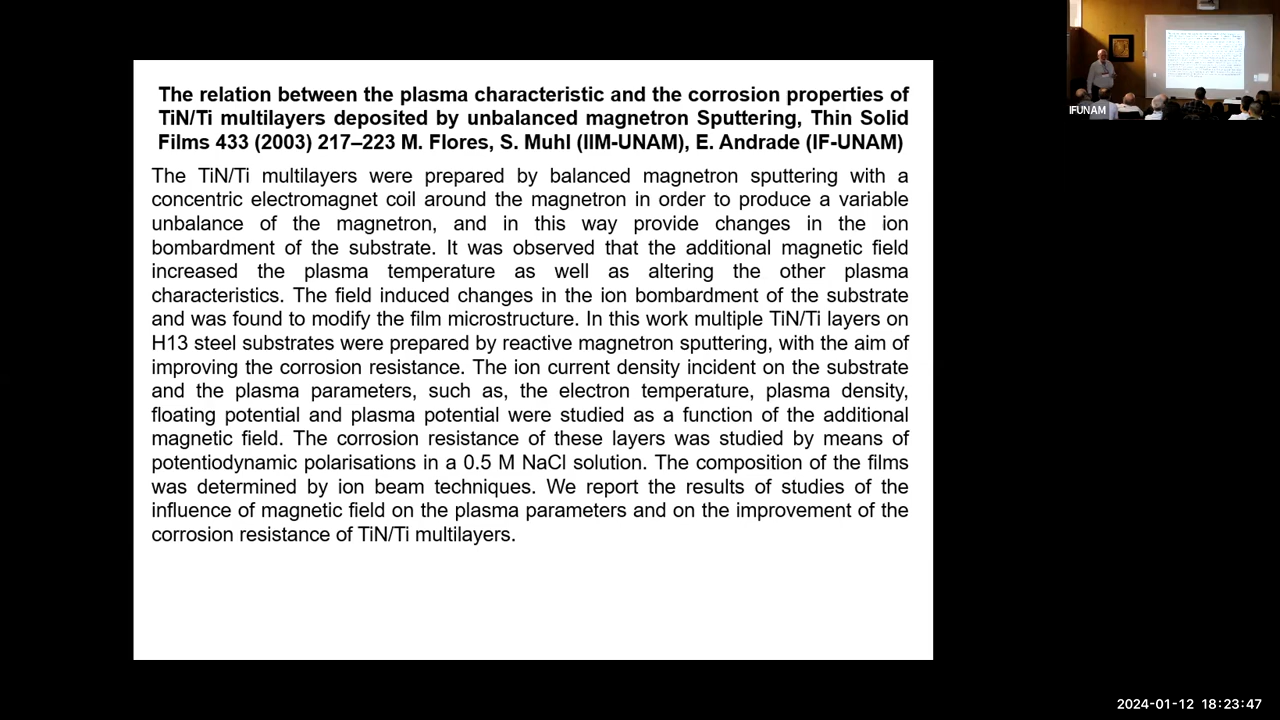 The relation between the plasma characteristic and the corrosion properties of
TiN/Ti multilayers deposited by unbalanced magnetron Sputtering, Thin Solid
Films 433 (2003) 217–223 M. Flores, S. Muhl (IIM-UNAM), E. Andrade (IF-UNAM)
The TiN/Ti multilayers were prepared by balanced magnetron sputtering with a
concentric electromagnet coil around the magnetron in order to produce a variable
unbalance of the magnetron, and in this way provide changes in the ion
bombardment of the substrate. It was observed that the additional magnetic field
increased the plasma temperature as well as altering the other plasma
characteristics. The field induced changes in the ion bombardment of the substrate
and was found to modify the film microstructure. In this work multiple TiN/Ti layers on
H13 steel substrates were prepared by reactive magnetron sputtering, with the aim of
improving the corrosion resistance. The ion current density incident on the substrate
and the plasma parameters, such as, the electron temperature, plasma density,
floating potential and plasma potential were studied as a function of the additional
magnetic field. The corrosion resistance of these layers was studied by means of
potentiodynamic polarisations in a 0.5 M NaCl solution. The composition of the films
was determined by ion beam techniques. We report the results of studies of the
influence of magnetic field on the plasma parameters and on the improvement of the
corrosion resistance of TiN/Ti multilayers.
IFUNAM
2024-01-12 18:23:47